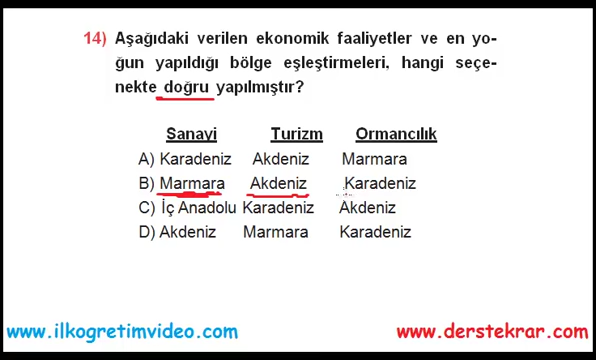 14) Aşağıdaki verilen ekonomik faaliyetler ve en yo-
ğun yapıldığı bölge eşleştirmeleri, hangi seçe-
nekte doğru yapılmıştır?
Sanayi Turizm Ormancılık
A) Karadeniz Akdeniz Marmara
B) Marmara Akdeniz Karadeniz
C) İç Anadolu Karadeniz Akdeniz
D) Akdeniz Marmara Karadeniz
www.ilkogretimvideo.com www.derstekrar.com